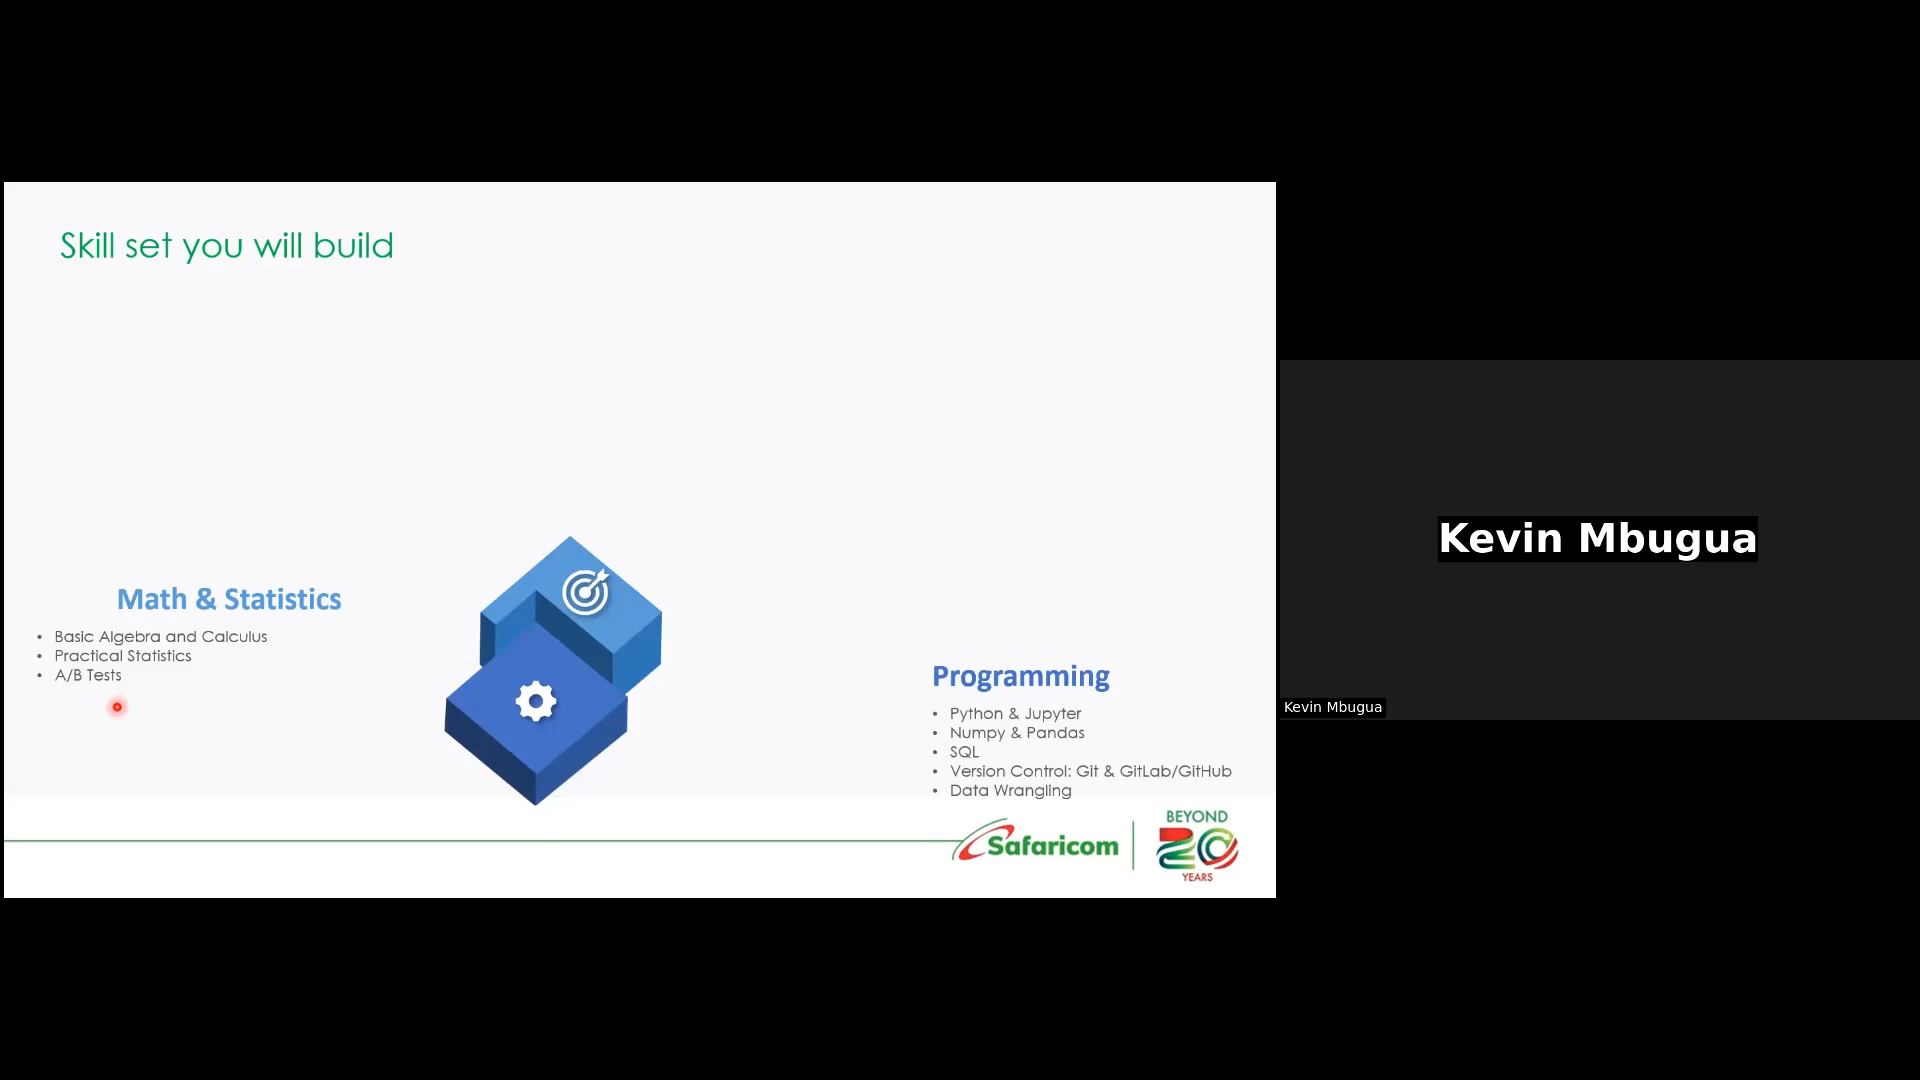 Skill set you will build
Math & Statistics
• Basic Algebra and Calculus
• Practical Statistics
• A/B Tests
Programming
• Python & Jupyter
• Numpy & Pandas
• SQL
• Version Control: Git & GitLab/GitHub
• Data Wrangling
Safaricom
BEYOND
20
YEARS
Kevin Mbugua
Kevin Mbugua